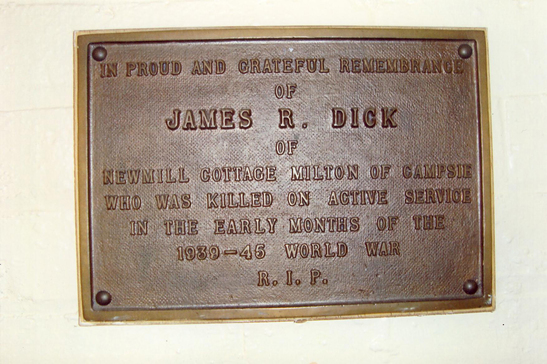 IN PROUD AND GRATEFUL REMEMBRANCE
OF
JAMES R. DICK
OF
NEWMILL COTTAGE MILTON OF CAMPSIE
WHO WAS KILLED ON ACTIVE SERVICE
IN THE EARLY MONTHS OF THE
1939-45 WORLD WAR
R. I. P.